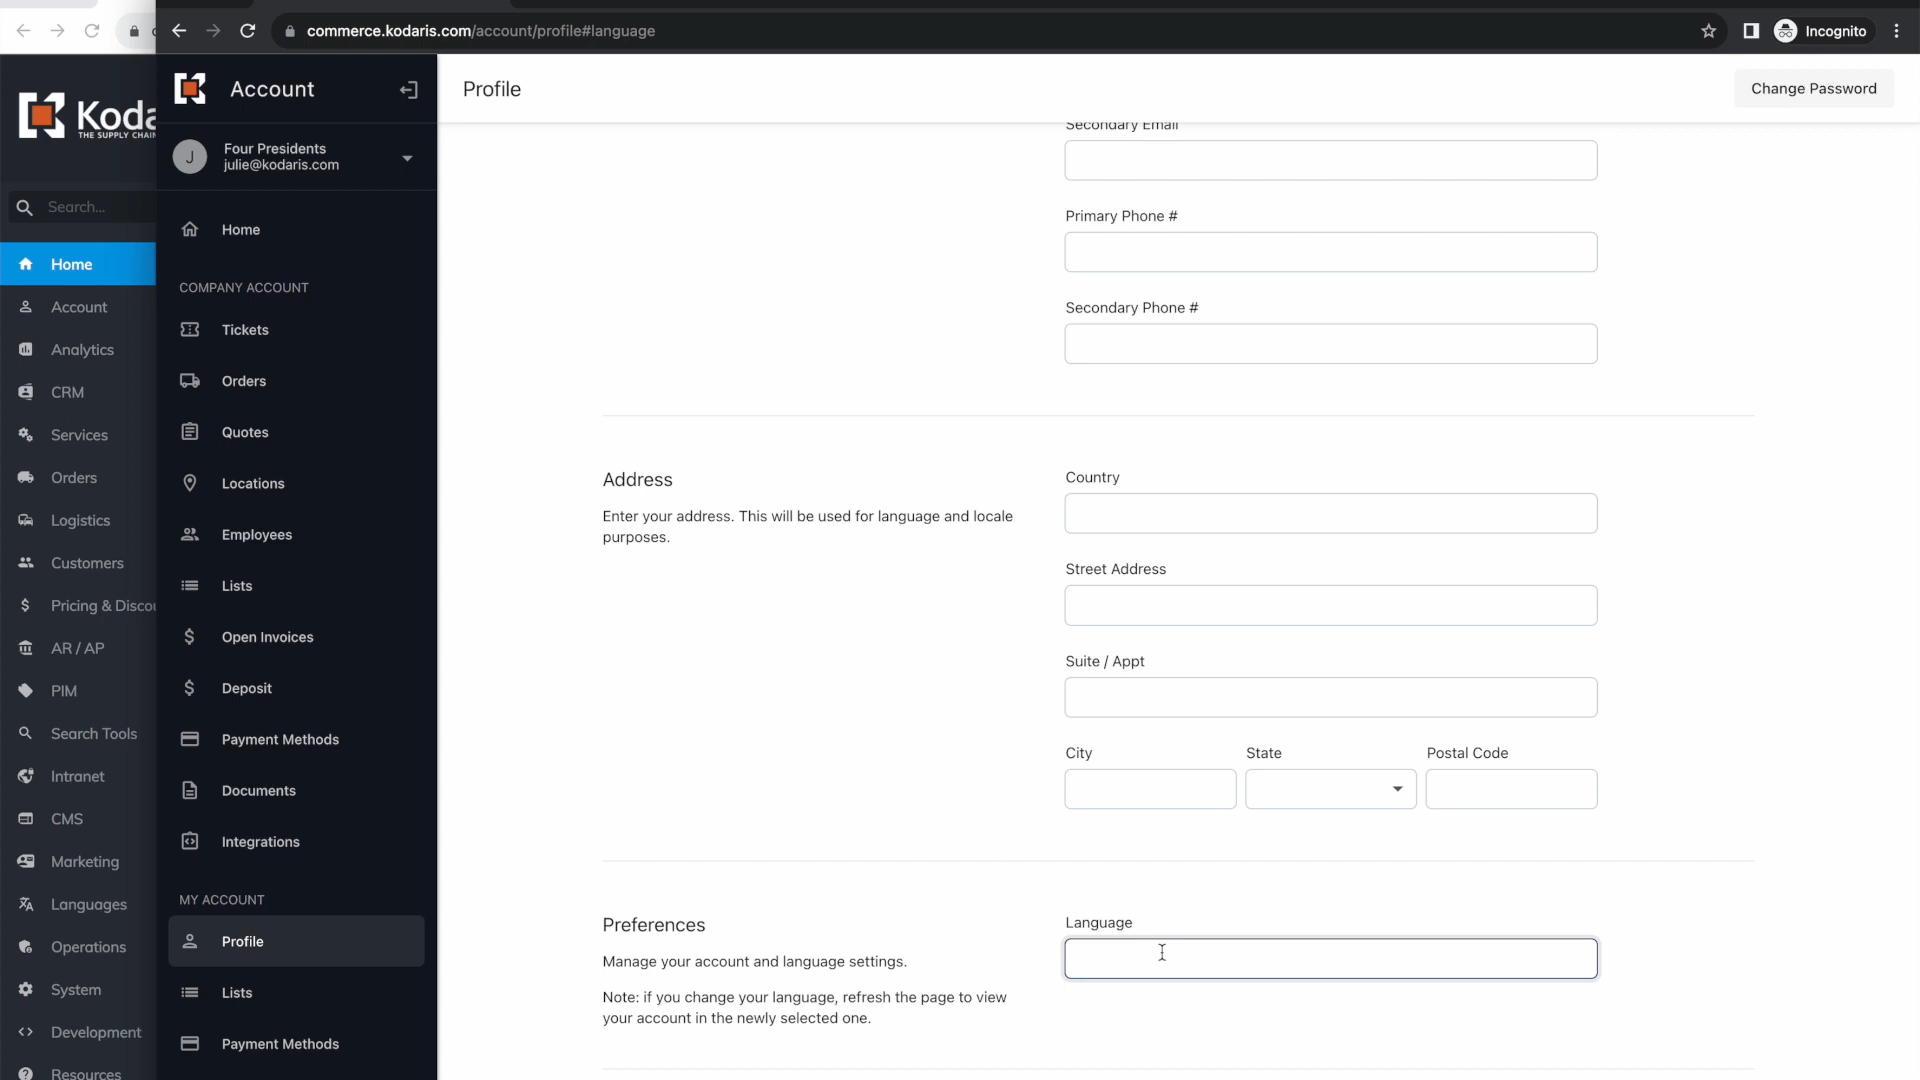 commerce.kodaris.com/account/profile#language
Incognito
THE SUPPLY CHAIN
Search...
Home
Account
Analytics
CRM
Services
Orders
Logistics
Customers
Pricing &
AR / AP
PIM
Search Tools
Intranet
CMS
Marketing
Languages
Operations
System
Development
Resources
Account
J
Four Presidents
julie@kodaris.com
Home
COMPANY ACCOUNT
Tickets
Orders
Quotes
Locations
Employees
Lists
Open Invoices
Deposit
Payment Methods
Documents
Integrations
MY ACCOUNT
Profile
Lists
Payment Methods
Profile
Change Password
Secondary Email
Primary Phone #
Secondary Phone #
Address
Enter your address. This will be used for language and locale
purposes.
Country
Street Address
Suite / Appt
City State Postal Code
Preferences
Manage your account and language settings.
Note: if you change your language, refresh the page to view
your account in the newly selected one.
Language